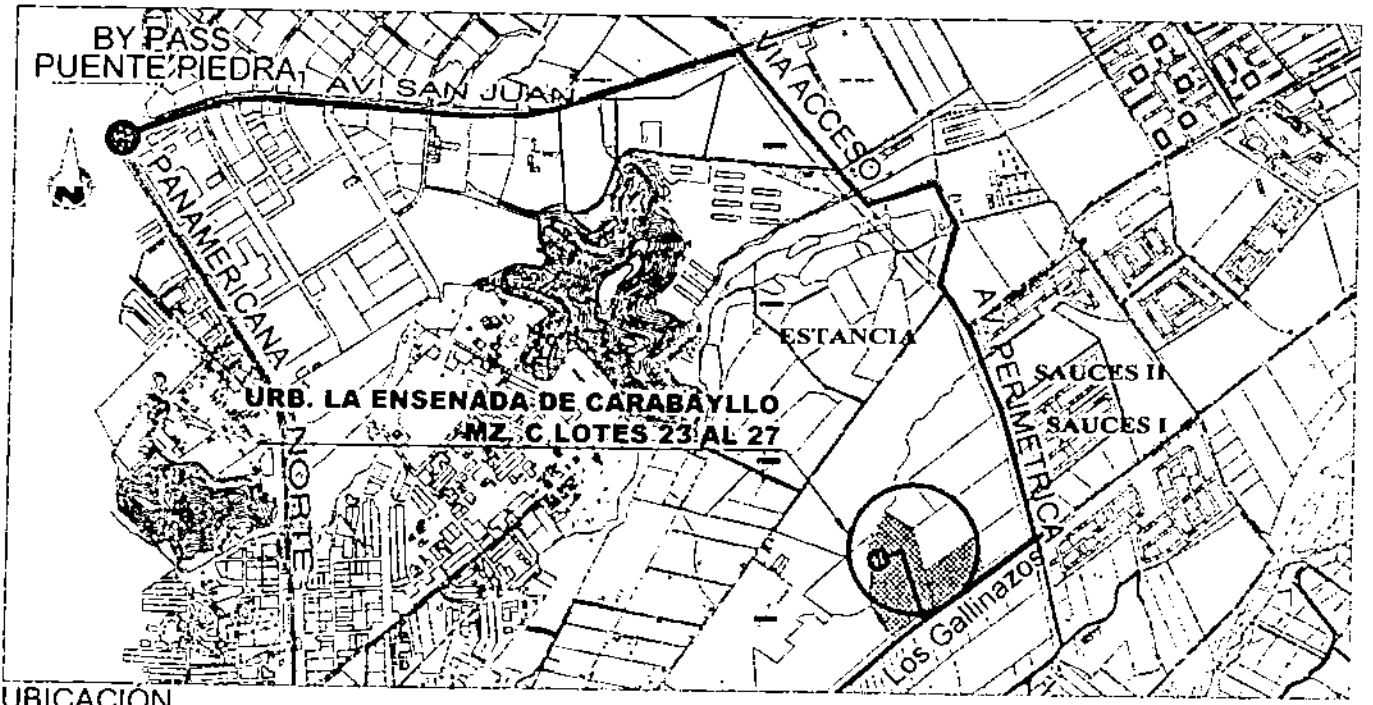 BY PASS
PUENTE PIEDRA
AV. SAN JUAN
VIA ACCESO
N
PANAMERICANA
NORTE
ESTANCIA
AV. PERIMETRICA
SAUCES II
SAUCES I
URB. LA ENSENADA DE CARABAYLLO
MZ. C LOTES 23 AL 27
Los Gallinazos
UBICACIÓN